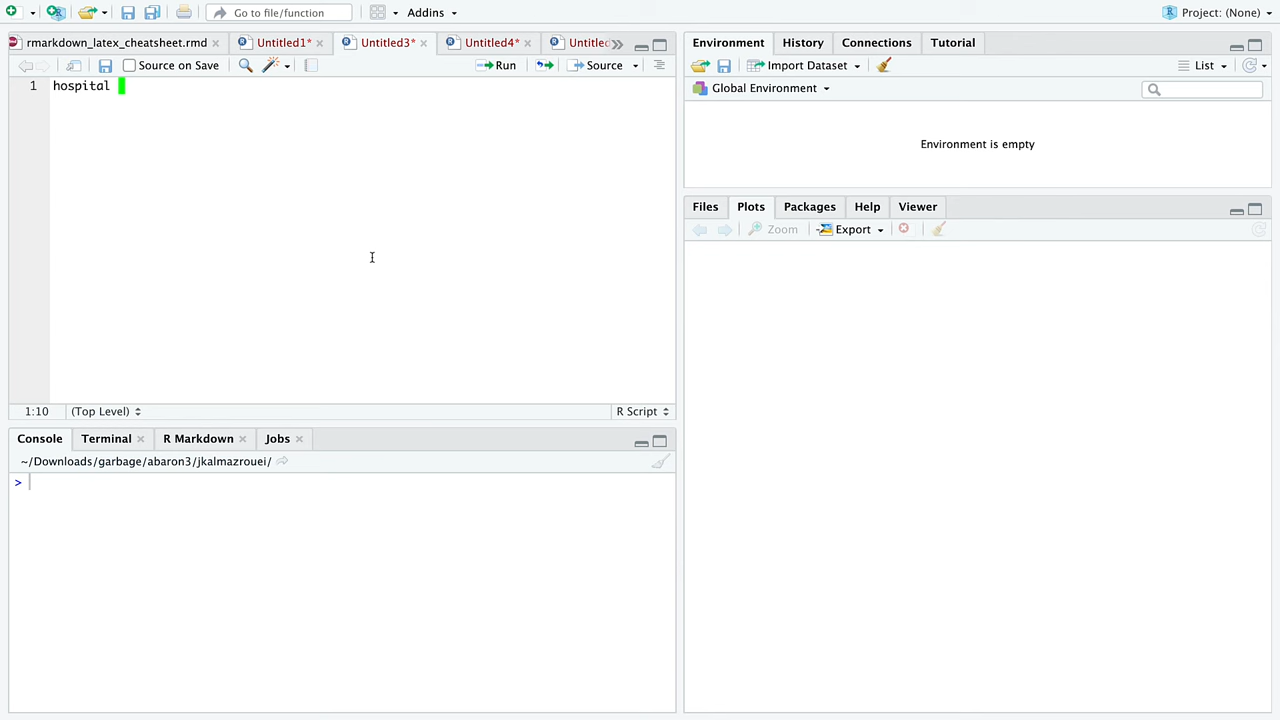 Go to file/function
Addins
Project: (None)
rmarkdown_latex_cheatsheet.rmd
Untitled1*
Untitled3*
Untitled4*
Source on Save
Run
Source
1 hospital
1:10 (Top Level)
R Script
Console
Terminal
R Markdown
Jobs
~/Downloads/garbage/abaron3/jkalmazrouei/
>
Environment
History
Connections
Tutorial
Import Dataset
List
Global Environment
Environment is empty
Files
Plots
Packages
Help
Viewer
Zoom
Export